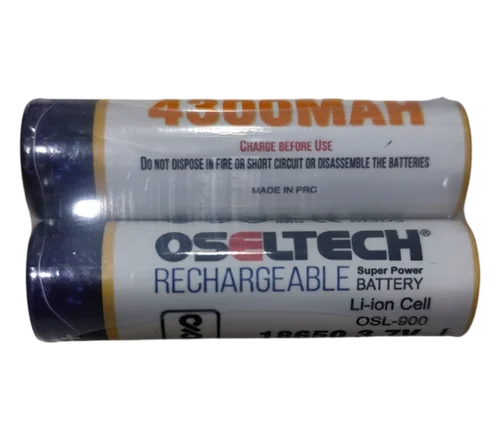 4300MAH
CHARGE BEFORE USE
DO NOT DISPOSE IN FIRE OR SHORT CIRCUIT OR DISASSEMBLE THE BATTERIES
MADE IN PRC
OSELTECH®
RECHARGEABLE
Super Power
BATTERY
Li-ion Cell
OSL-900
18650 3.7V